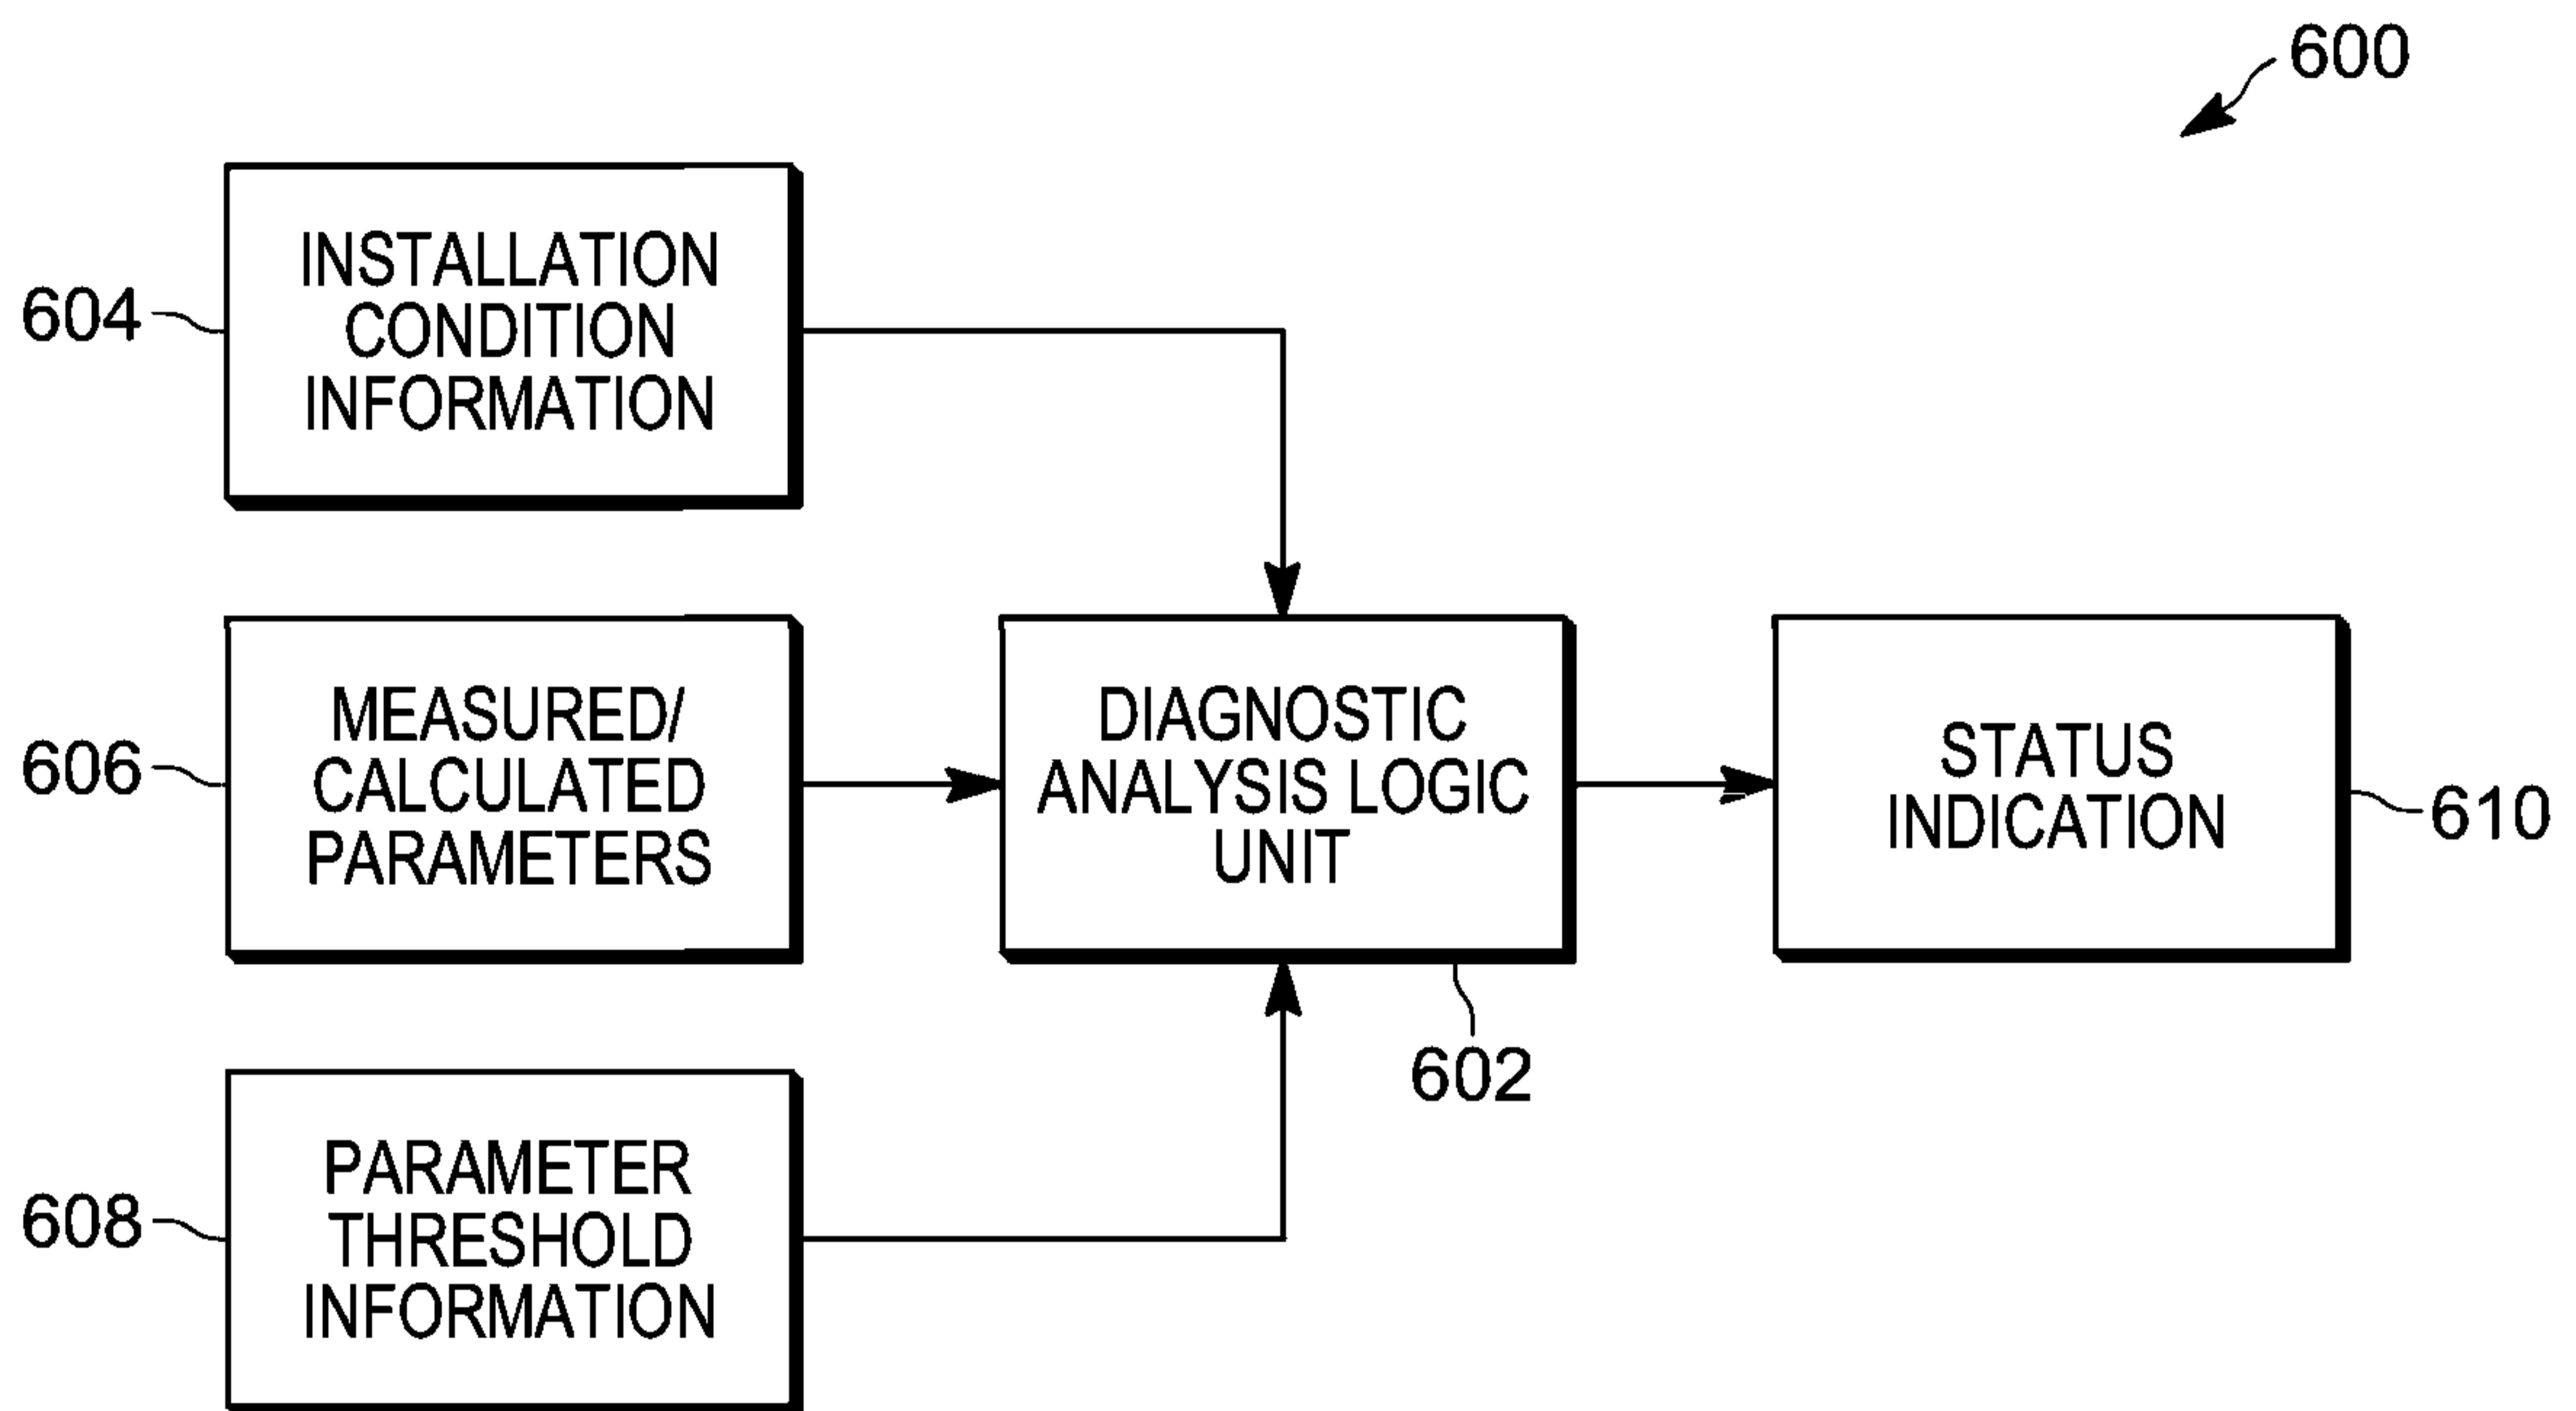 600
INSTALLATION
CONDITION
INFORMATION
604
MEASURED/
CALCULATED
PARAMETERS
606
DIAGNOSTIC
ANALYSIS LOGIC
UNIT
602
STATUS
INDICATION
610
PARAMETER
THRESHOLD
INFORMATION
608